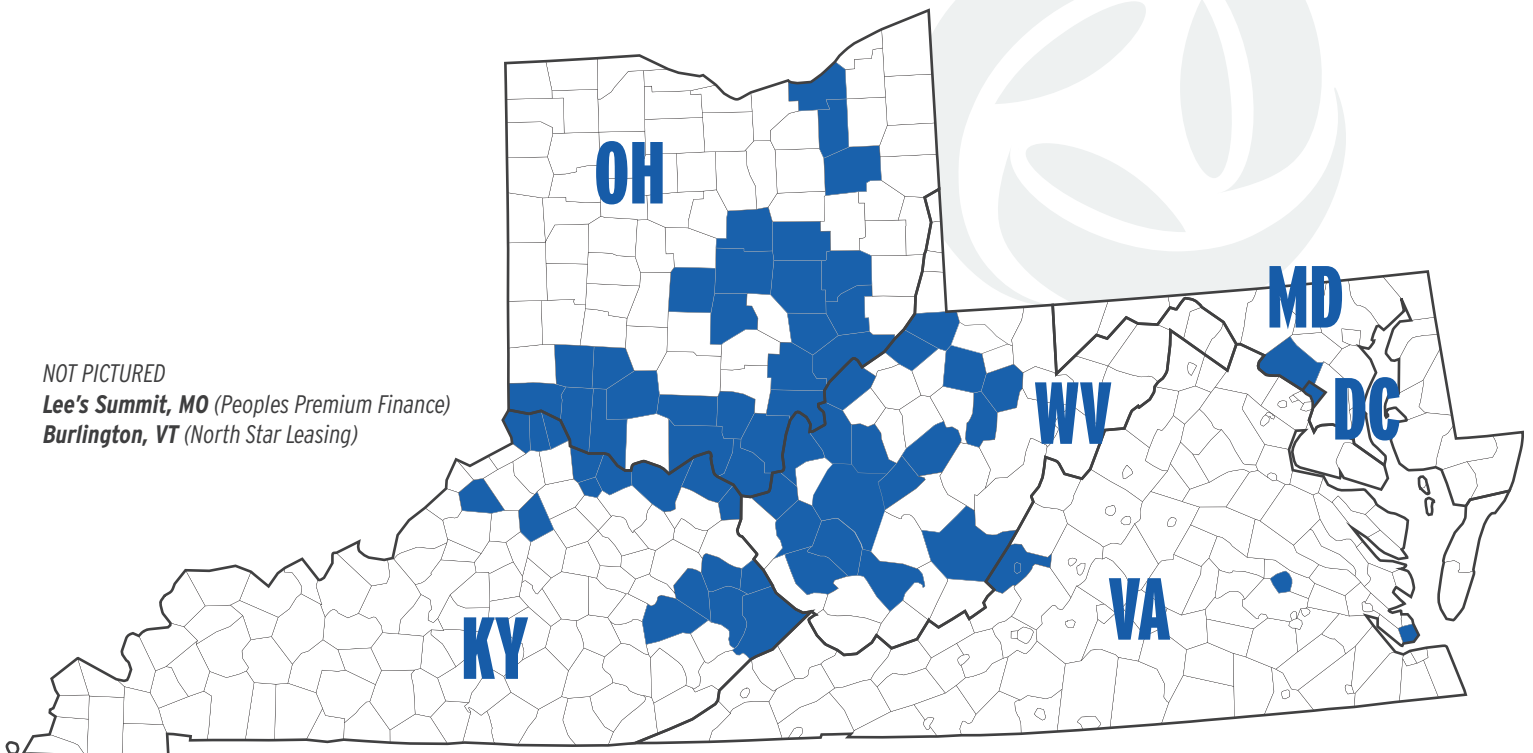 OH
MD
NOT PICTURED
Lee's Summit, MO (Peoples Premium Finance)
Burlington, VT (North Star Leasing)
WV
DC
VA
KY